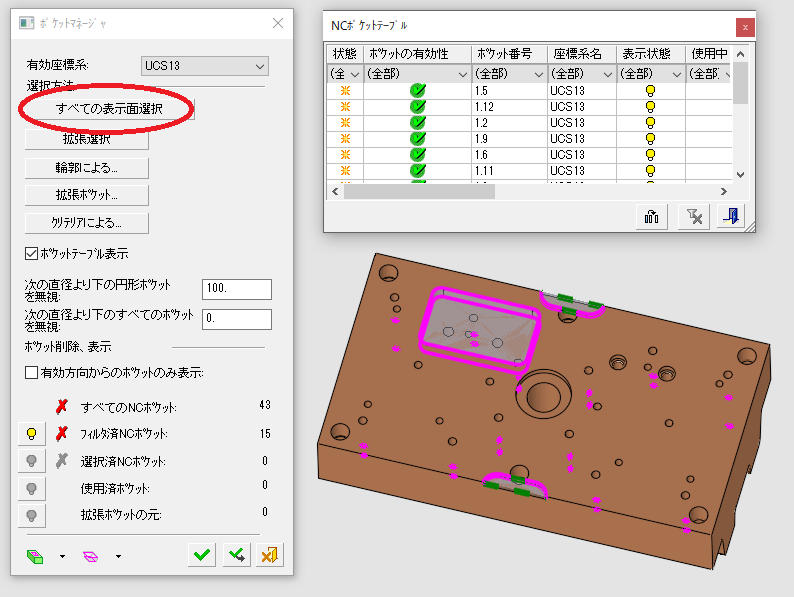 ポケットマネージャ
有効座標系:
UCS13
選択方法
すべての表示面選択
拡張選択
輪郭による...
拡張ポケット...
クリテリアによる...
ポケットテーブル表示
次の直径より下の円形ポケット
を無視:
100.
次の直径より下のすべてのポケット
を無視:
0.
ポケット削除、表示
有効方向からのポケットのみ表示:
すべてのNCポケット: 43
フィルタ済NCポケット: 15
選択済NCポケット: 0
使用済ポケット: 0
拡張ポケットの元: 0
NCポケットテーブル
x
状態 ポケットの有効性 ポケット番号 座標系名 表示状態 使用中
(全 (全部) (全部) (全部) (全部) (全部
1.5 UCS13
1.12 UCS13
1.2 UCS13
1.9 UCS13
1.6 UCS13
1.11 UCS13